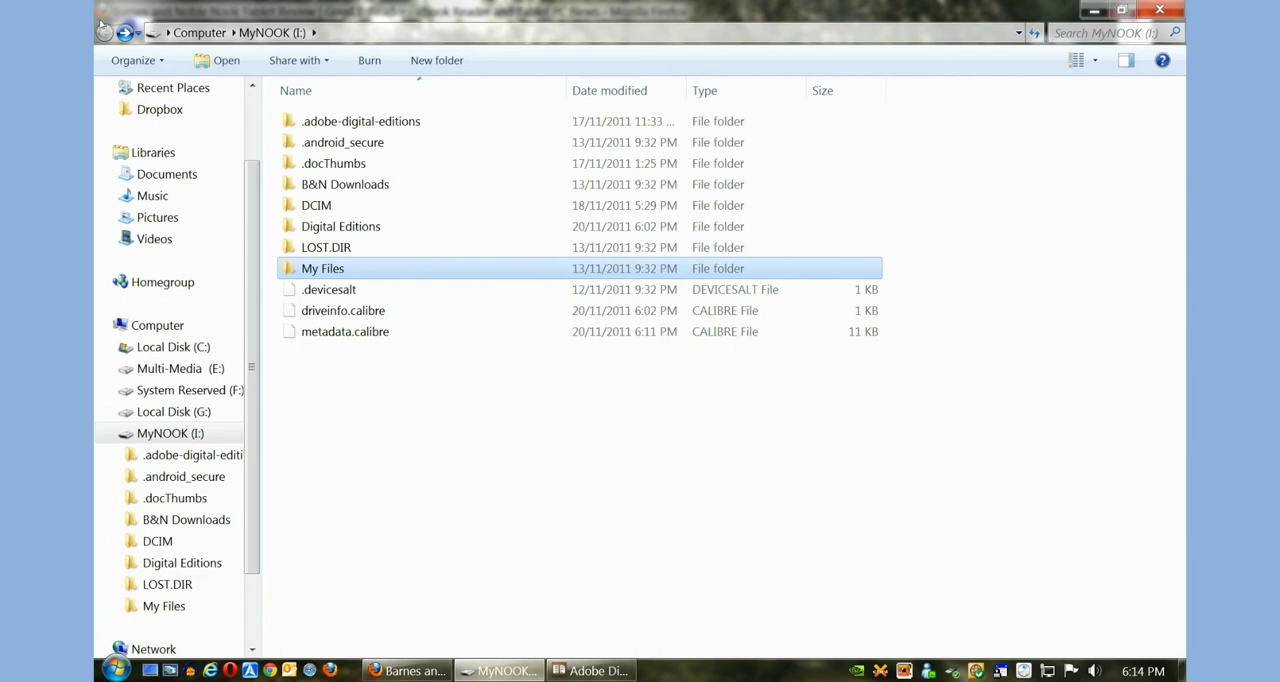 Computer MyNOOK (I:) Search MyNOOK (I:)
Organize Open Share with Burn New folder
Name Date modified Type Size
Recent Places
Dropbox
Libraries
Documents
Music
Pictures
Videos
Homegroup
Computer
Local Disk (C:)
Multi-Media (E:)
System Reserved (F:)
Local Disk (G:)
MyNOOK (I:)
.adobe-digital-editi
.android_secure
.docThumbs
B&N Downloads
DCIM
Digital Editions
LOST.DIR
My Files
Network
.adobe-digital-editions 17/11/2011 11:33 ... File folder
.android_secure 13/11/2011 9:32 PM File folder
.docThumbs 17/11/2011 1:25 PM File folder
B&N Downloads 13/11/2011 9:32 PM File folder
DCIM 18/11/2011 5:29 PM File folder
Digital Editions 20/11/2011 6:02 PM File folder
LOST.DIR 13/11/2011 9:32 PM File folder
My Files 13/11/2011 9:32 PM File folder
.devicesalt 12/11/2011 9:32 PM DEVICESALT File 1 KB
driveinfo.calibre 20/11/2011 6:02 PM CALIBRE File 1 KB
metadata.calibre 20/11/2011 6:11 PM CALIBRE File 11 KB
Barnes an... MyNOOK... Adobe Di... 6:14 PM